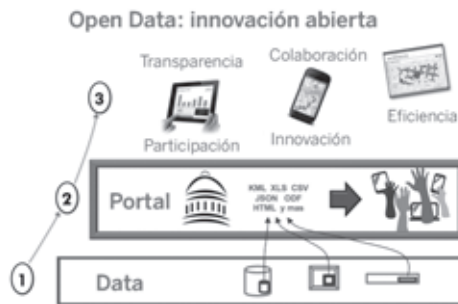 Open Data: innovación abierta
Transparencia
Colaboración
3
Participación
Innovación
Eficiencia
2
Portal
KML XLS CSV
JSON ODF
HTML y mas
1
Data